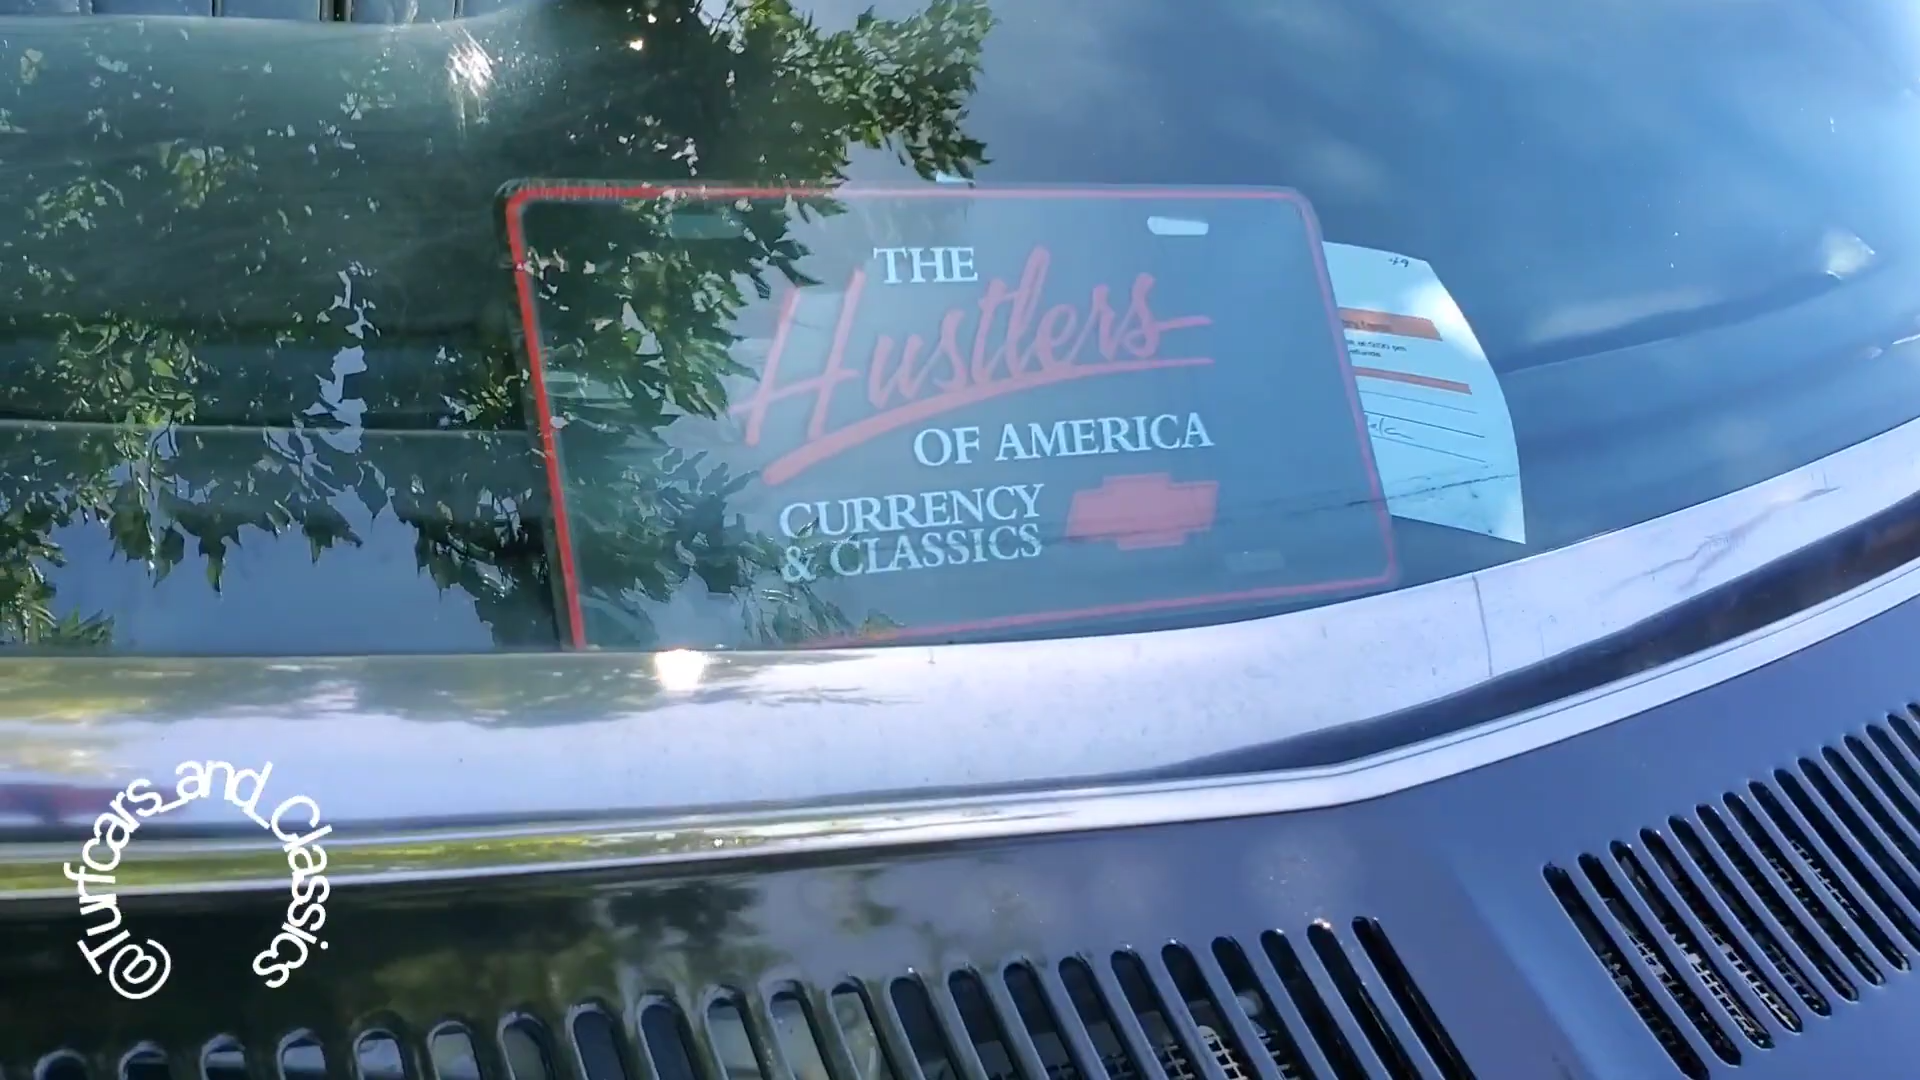 THE
Hustlers
OF AMERICA
CURRENCY
& CLASSICS
@Turfcars_and_Classics